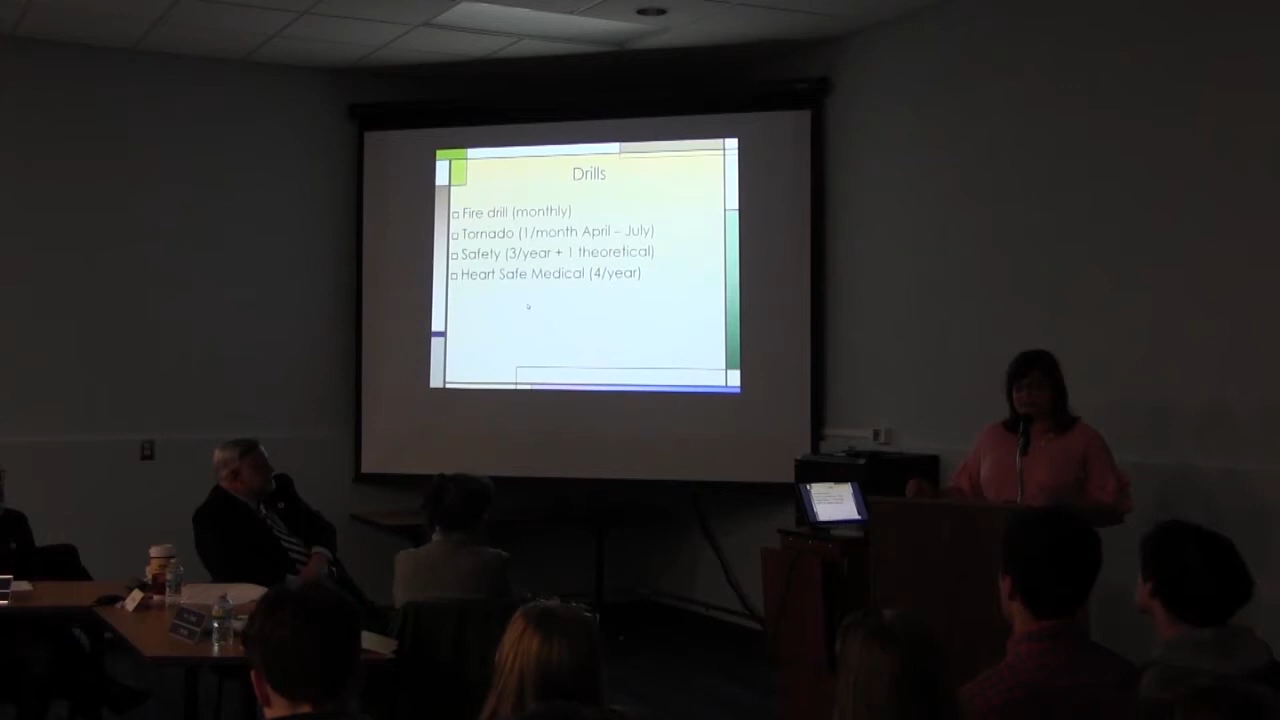 Drills
Fire drill (monthly)
Tornado (1/month April – July)
Safety (3/year + 1 theoretical)
Heart Safe Medical (4/year)